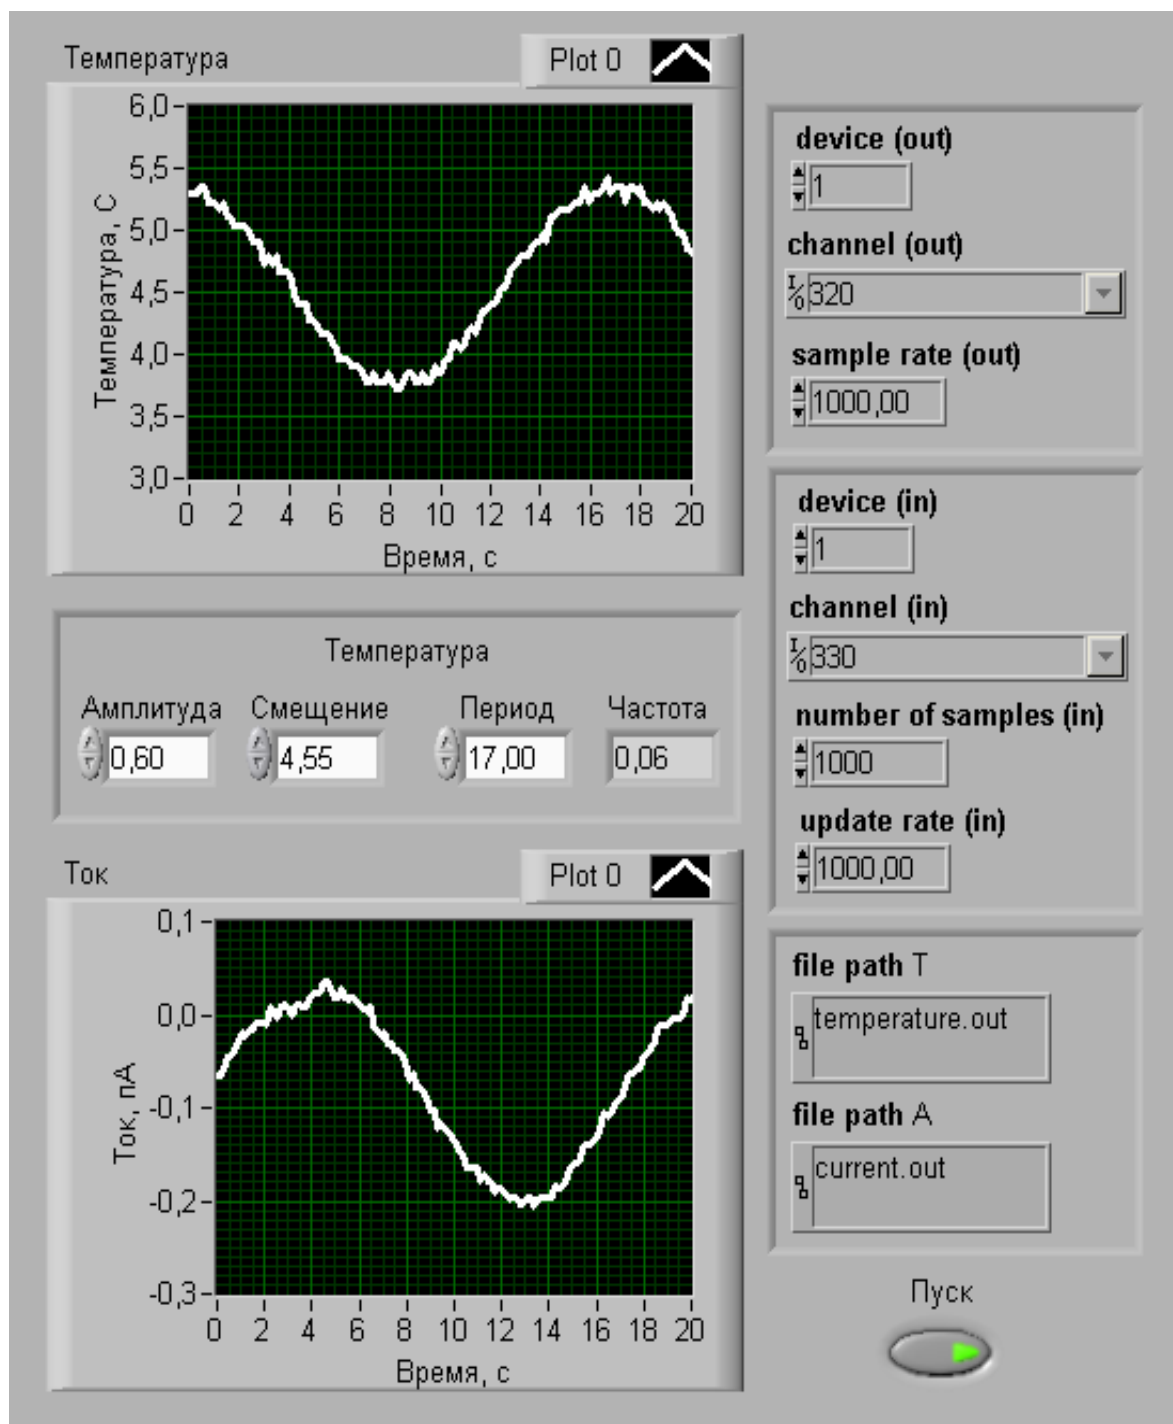 Температура
Plot 0
6,0
5,5
5,0
4,5
4,0
3,5
3,0
Температура, С
0 2 4 6 8 10 12 14 16 18 20
Время, с
Температура
Амплитуда Смещение Период Частота
0,60 4,55 17,00 0,06
Ток
Plot 0
0,1
0,0
-0,1
-0,2
-0,3
Ток, пА
0 2 4 6 8 10 12 14 16 18 20
Время, с
device (out)
1
channel (out)
320
sample rate (out)
1000,00
device (in)
1
channel (in)
330
number of samples (in)
1000
update rate (in)
1000,00
file path T
temperature.out
file path A
current.out
Пуск